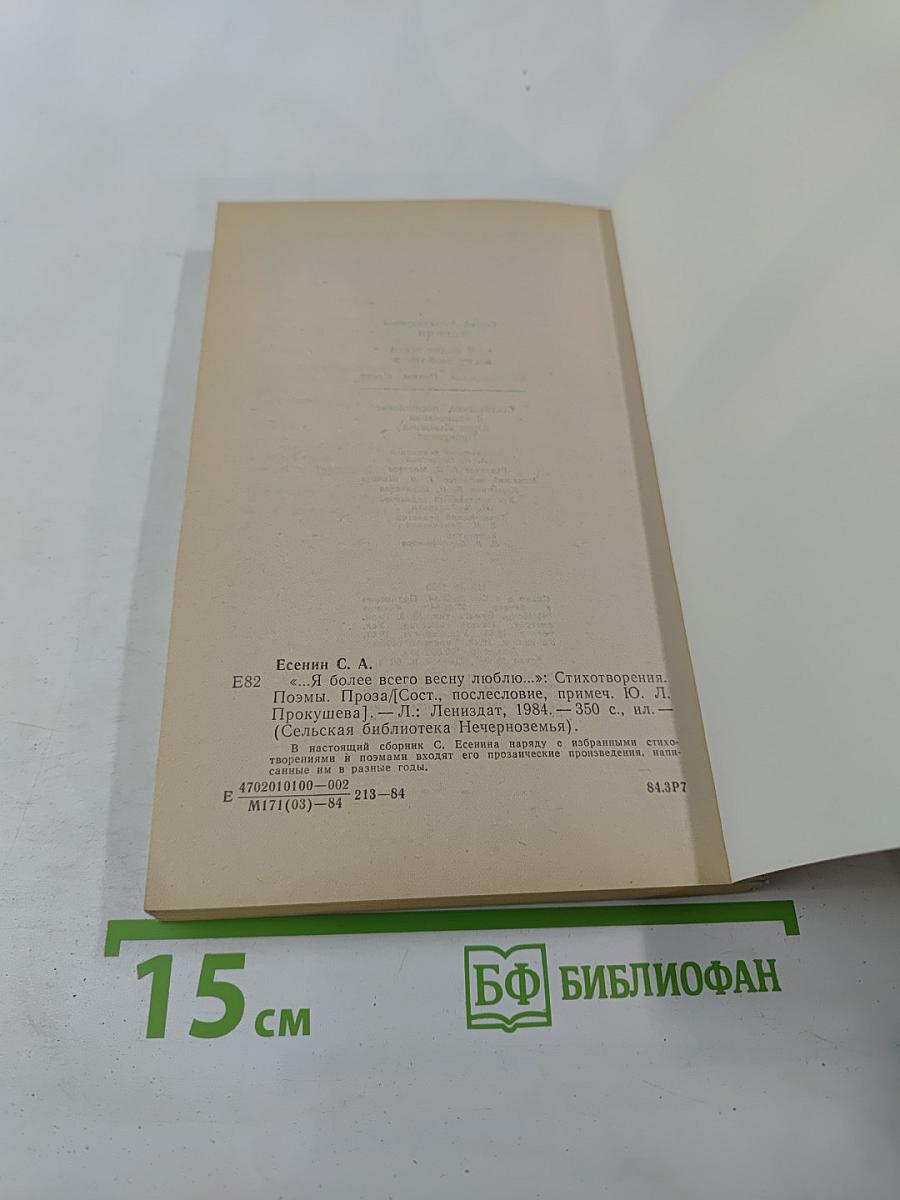 Есенин С. А.
Е82 «...Я более всего весну люблю...»: Стихотворения.
Поэмы. Проза/[Сост., послесловие, примеч. Ю. Л.
Прокушева]. — Л.: Лениздат, 1984. — 350 с., ил. —
(Сельская библиотека Нечерноземья).
В настоящий сборник С. Есенина наряду с избранными стихо-
творениями и поэмами входят его прозаические произведения, напи-
санные им в разные годы.
Е 4702010100—002
М171(03)—84 213—84 84.3Р7
15 см
БФ БИБЛИОФАН